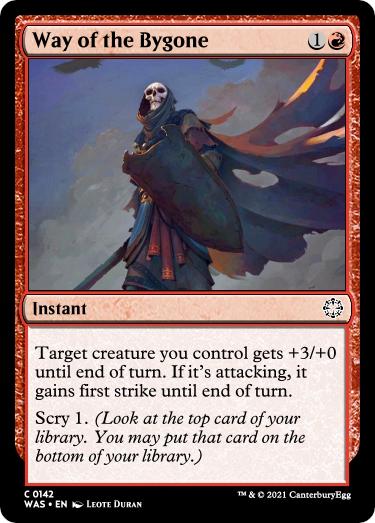 Way of the Bygone 1
Instant
Target creature you control gets +3/+0
until end of turn. If it's attacking, it
gains first strike until end of turn.
Scry 1. (Look at the top card of your
library. You may put that card on the
bottom of your library.)
C 0142
WAS • EN Leote Duran
™ & © 2021 CanterburyEgg